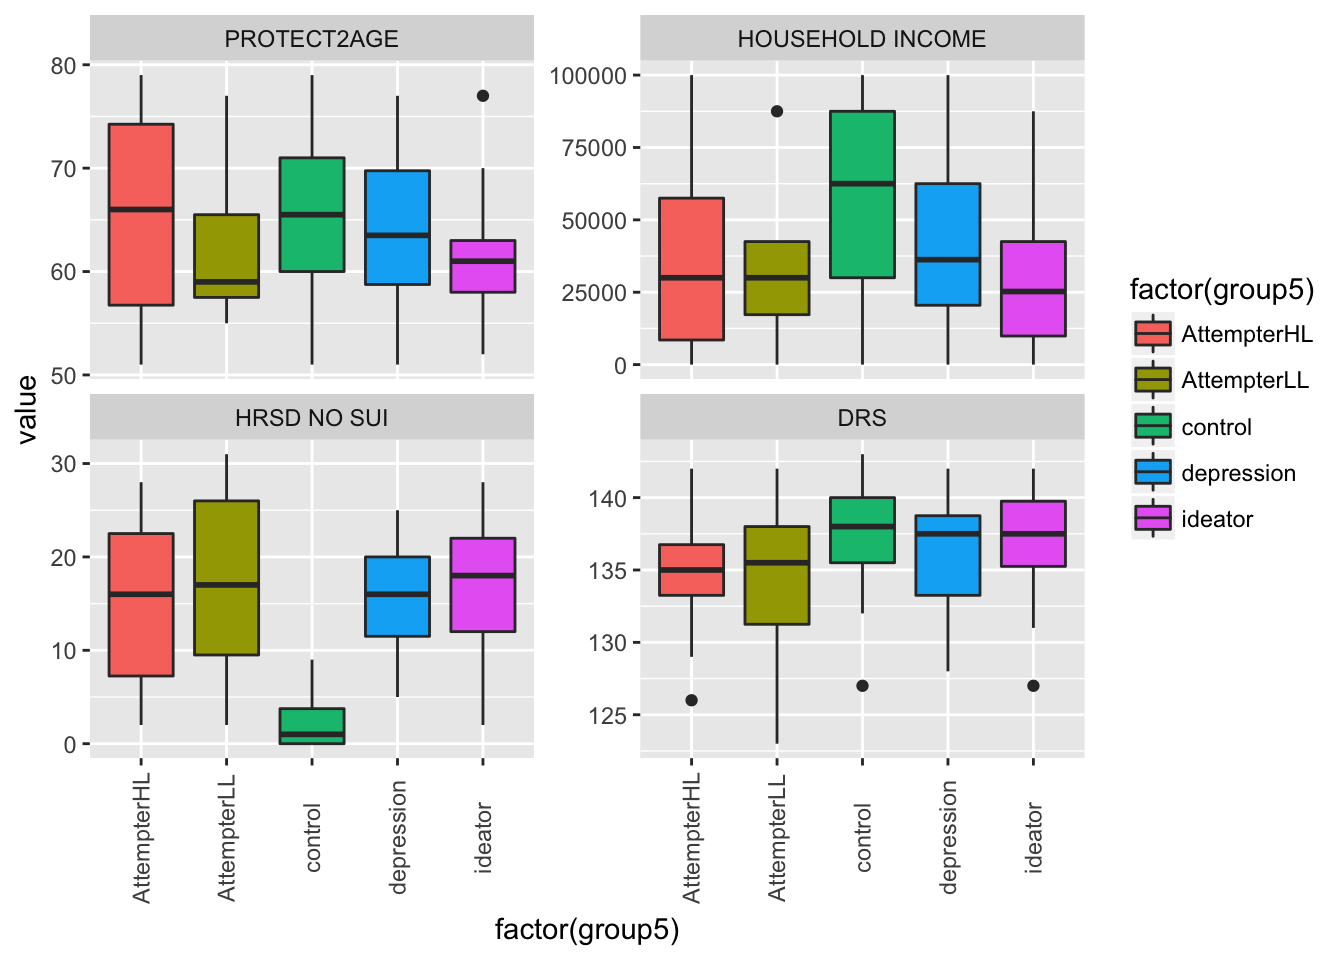 PROTECT2AGE
HOUSEHOLD INCOME
80
70
60
50
100000
75000
50000
25000
0
value
HRSD NO SUI
DRS
30
20
10
0
140
135
130
125
AttempterHL
AttempterLL
control
depression
ideator
AttempterHL
AttempterLL
control
depression
ideator
factor(group5)
factor(group5)
AttempterHL
AttempterLL
control
depression
ideator